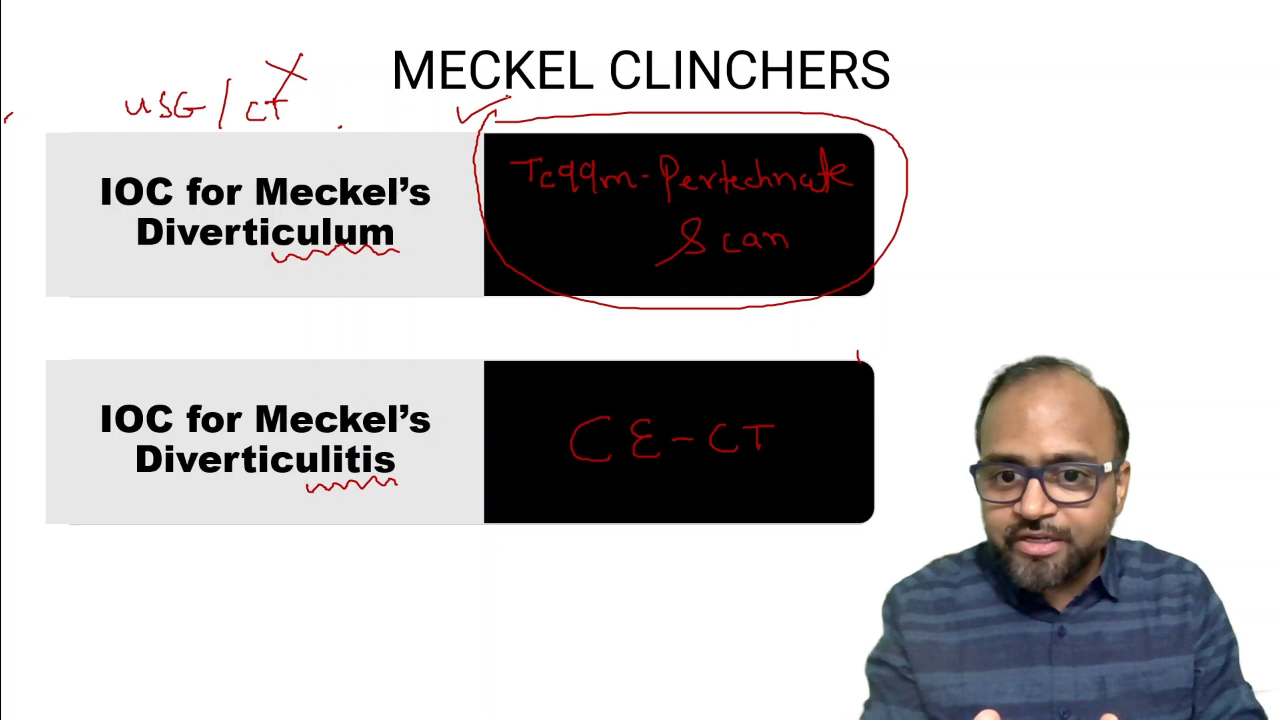 MECKEL CLINCHERS
USG / CT
IOC for Meckel's
Diverticulum
Tc99m-Pertechnate
Scan
IOC for Meckel's
Diverticulitis
CE-CT